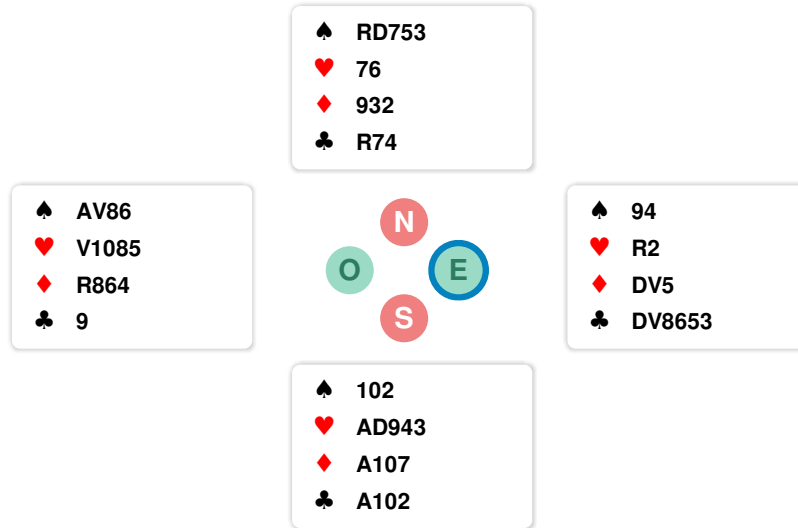 ♠ RD753
♥ 76
♦ 932
♣ R74
♠ AV86
♥ V1085
♦ R864
♣ 9
N
O E
S
♠ 94
♥ R2
♦ DV5
♣ DV8653
♠ 102
♥ AD943
♦ A107
♣ A102